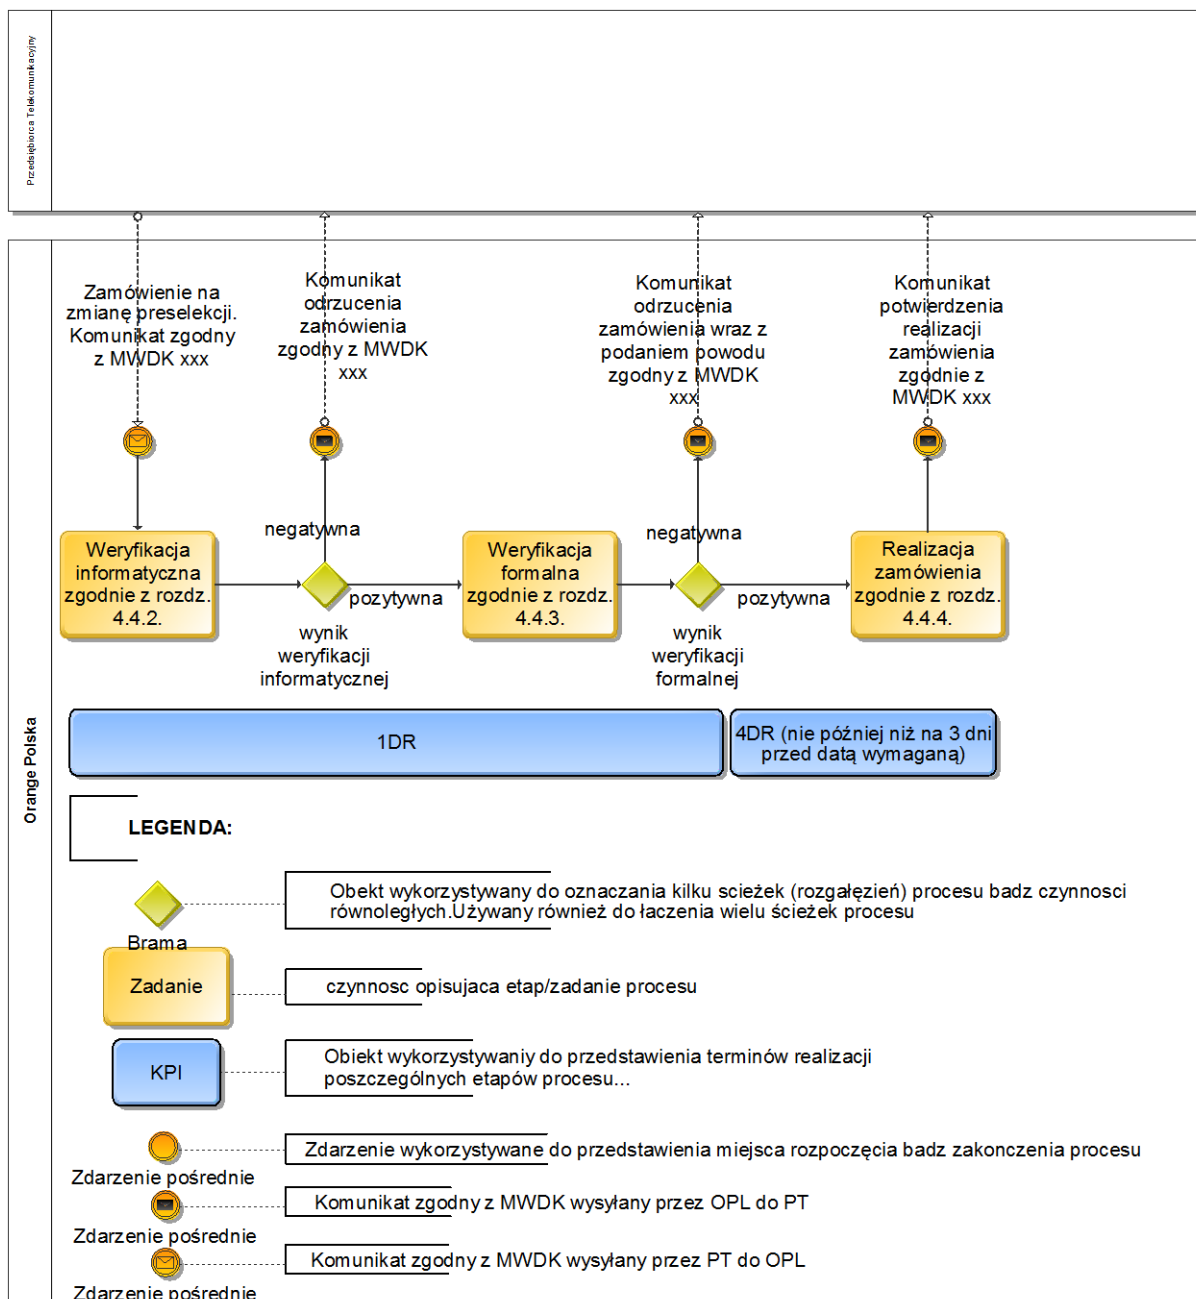 Przedsiębiorca Telekomunikacyjny
Orange Polska
Zamówienie na
zmianę preselekcji.
Komunikat zgodny
z MWDK xxx
Komunikat
odrzucenia
zamówienia
zgodny z MWDK
xxx
Komunikat
odrzucenia
zamówienia wraz z
podaniem powodu
zgodny z MWDK
xxx
Komunikat
potwierdzenia
realizacji
zamówienia
zgodnie z
MWDK xxx
Weryfikacja
informatyczna
zgodnie z rozdz.
4.4.2.
negatywna
pozytywna
wynik
weryfikacji
informatycznej
Weryfikacja
formalna
zgodnie z rozdz.
4.4.3.
negatywna
pozytywna
wynik
weryfikacji
formalnej
Realizacja
zamówienia
zgodnie z rozdz.
4.4.4.
1DR
4DR (nie później niż na 3 dni
przed datą wymaganą)
LEGENDA:
Brama
Obekt wykorzystywany do oznaczania kilku scieżek (rozgałęzień) procesu badz czynnosci
równoległych.Używany również do łaczenia wielu ścieżek procesu
Zadanie
czynnosc opisujaca etap/zadanie procesu
KPI
Obiekt wykorzystywaniy do przedstawienia terminów realizacji
poszczególnych etapów procesu...
Zdarzenie pośrednie
Zdarzenie wykorzystywane do przedstawienia miejsca rozpoczęcia badz zakonczenia procesu
Zdarzenie pośrednie
Komunikat zgodny z MWDK wysyłany przez OPL do PT
Zdarzenie pośrednie
Komunikat zgodny z MWDK wysyłany przez PT do OPL